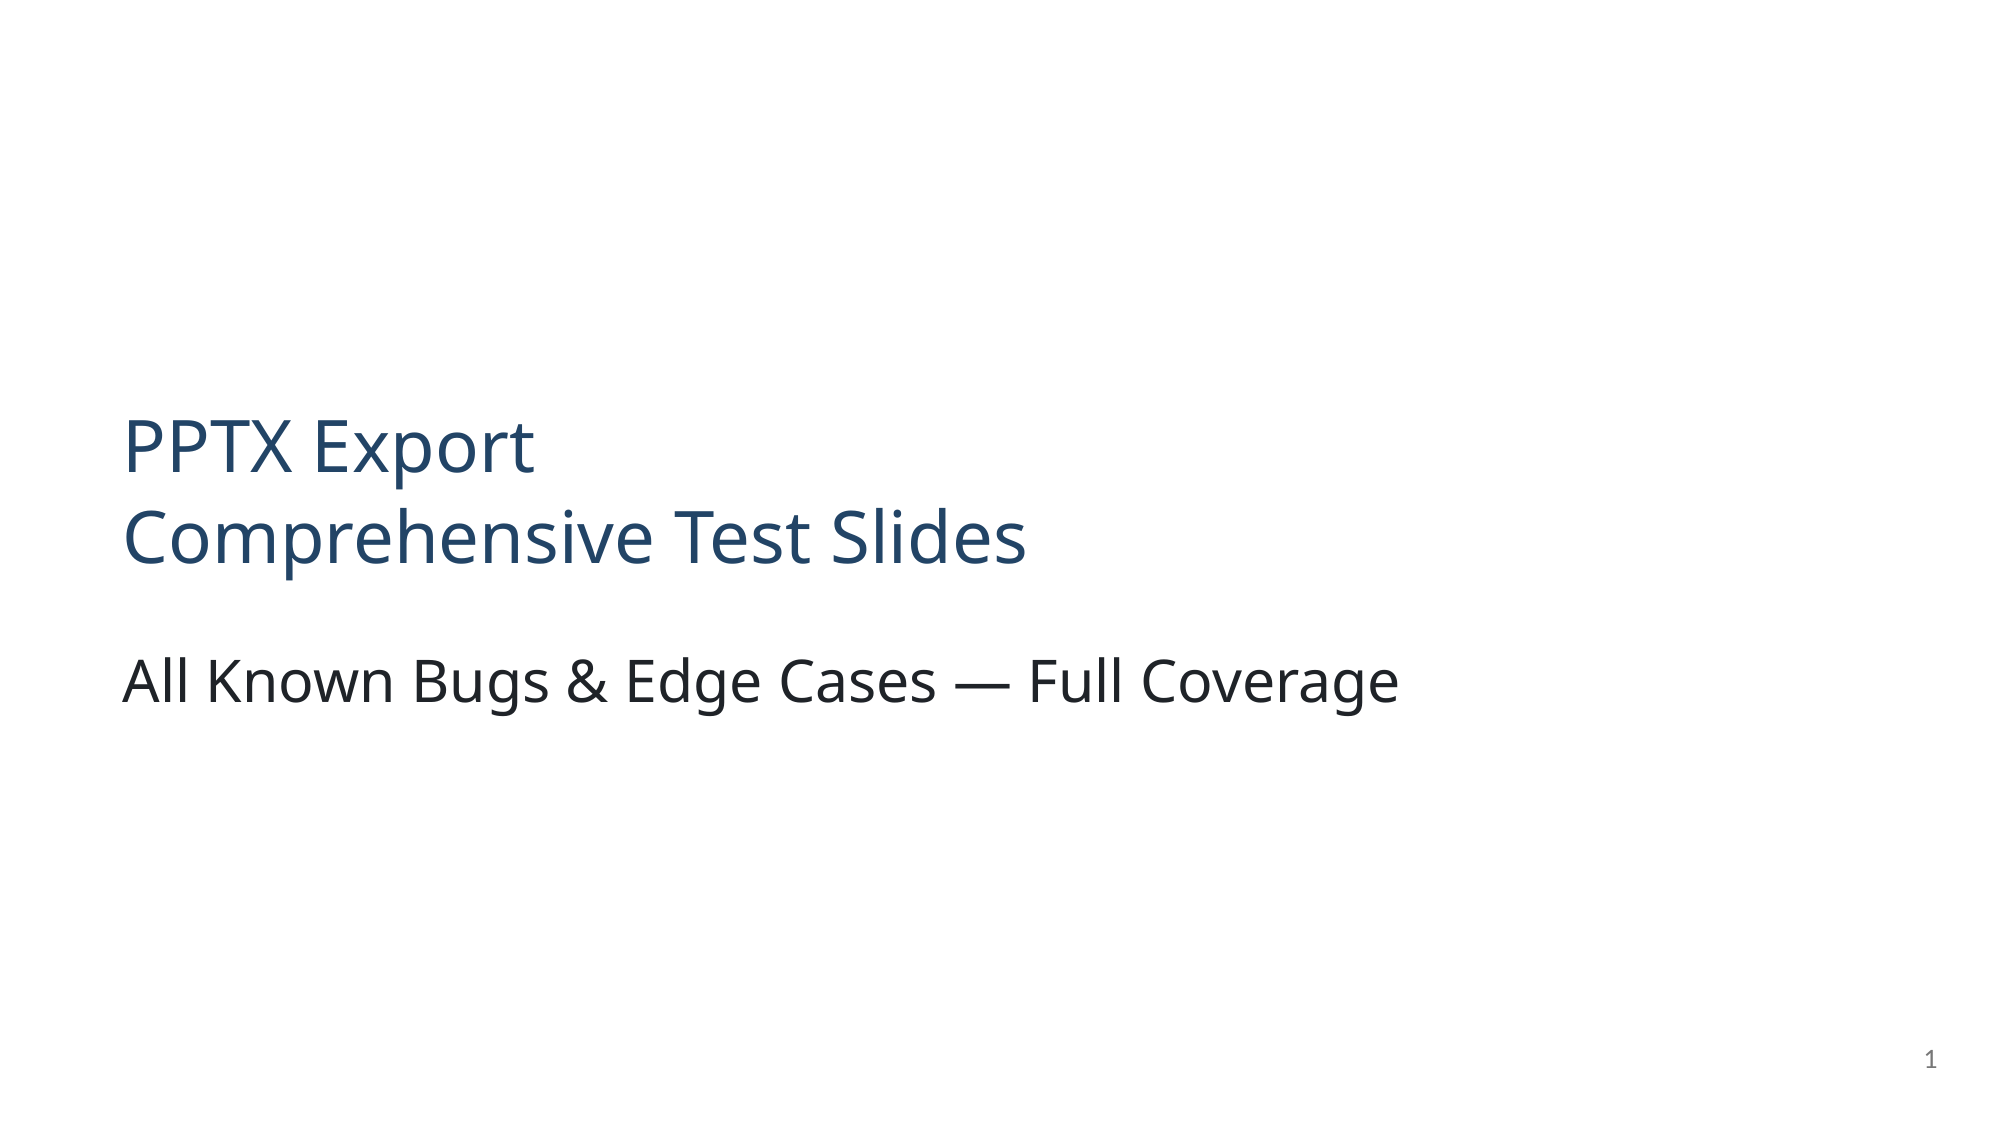 PPTX Export
Comprehensive Test Slides
All Known Bugs & Edge Cases — Full Coverage
1